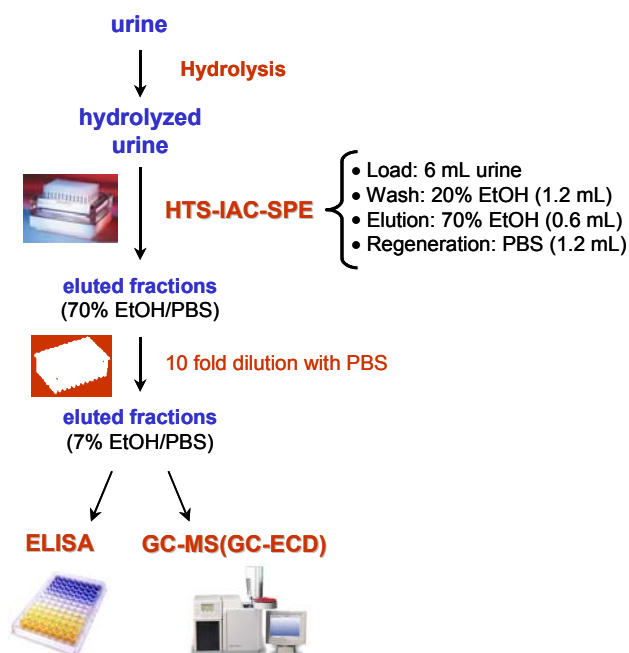 urine
Hydrolysis
hydrolyzed
urine
HTS-IAC-SPE
• Load: 6 mL urine
• Wash: 20% EtOH (1.2 mL)
• Elution: 70% EtOH (0.6 mL)
• Regeneration: PBS (1.2 mL)
eluted fractions
(70% EtOH/PBS)
10 fold dilution with PBS
eluted fractions
(7% EtOH/PBS)
ELISA
GC-MS(GC-ECD)